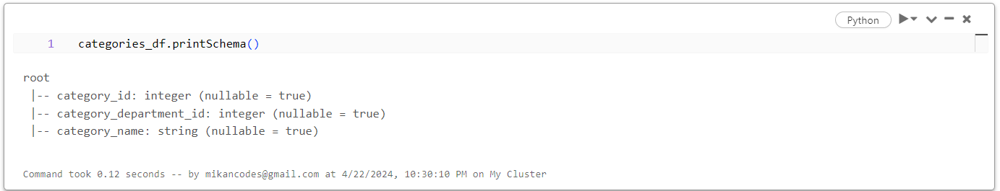 Python
1 categories_df.printSchema()
root
|-- category_id: integer (nullable = true)
|-- category_department_id: integer (nullable = true)
|-- category_name: string (nullable = true)
Command took 0.12 seconds -- by mikancodes@gmail.com at 4/22/2024, 10:30:10 PM on My Cluster